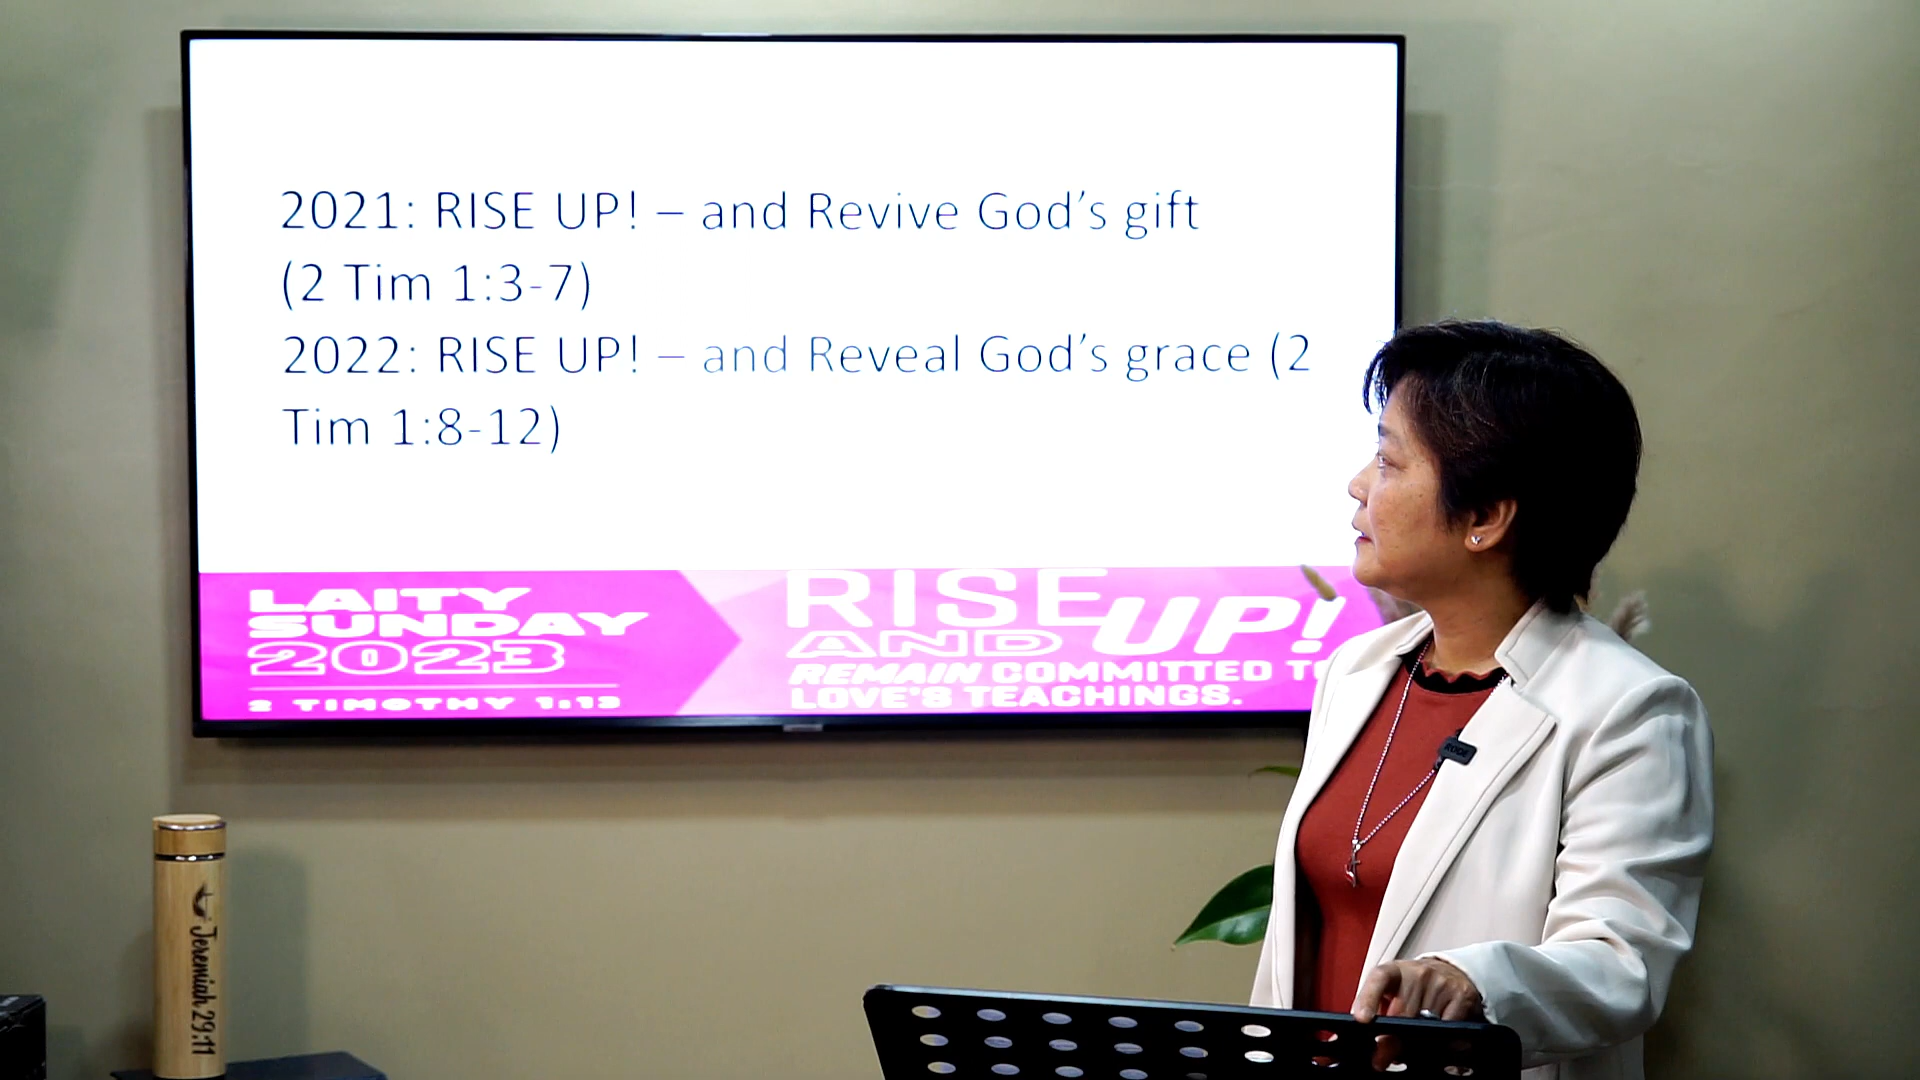 2021: RISE UP! – and Revive God's gift
(2 Tim 1:3-7)
2022: RISE UP! – and Reveal God's grace (2
Tim 1:8-12)
LAITY
SUNDAY
2023
2 TIMOTHY 1:13
RISE
AND UP!
REMAIN COMMITTED TO
LOVE'S TEACHINGS.
RODE
Jeremiah 29:11